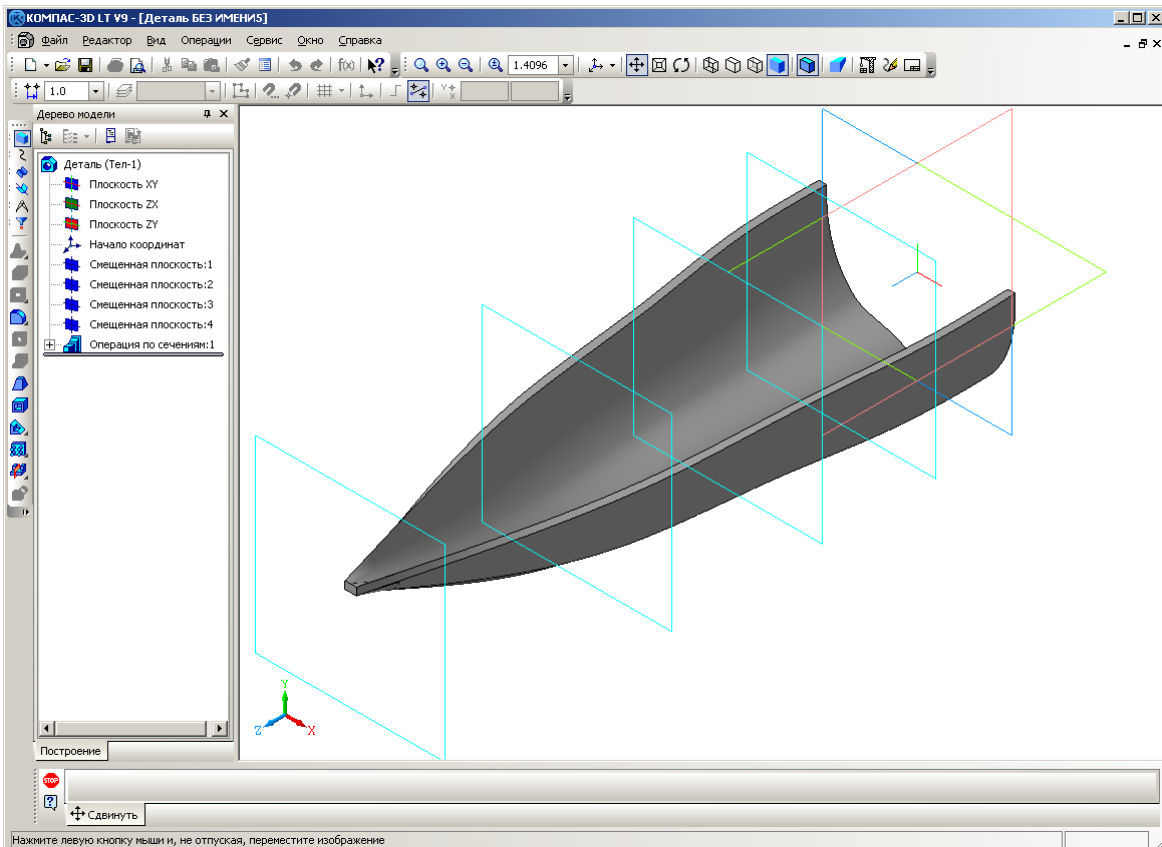 КОМПАС-3D LT V9 - [Деталь БЕЗ ИМЕНИ5]
Файл Редактор Вид Операции Сервис Окно Справка
1.4096
1.0
Дерево модели
Деталь (Тел-1)
Плоскость XY
Плоскость ZX
Плоскость ZY
Начало координат
Смещенная плоскость:1
Смещенная плоскость:2
Смещенная плоскость:3
Смещенная плоскость:4
Операция по сечениям:1
Y
Z X
Построение
STOP
Сдвинуть
Нажмите левую кнопку мыши и, не отпуская, переместите изображение